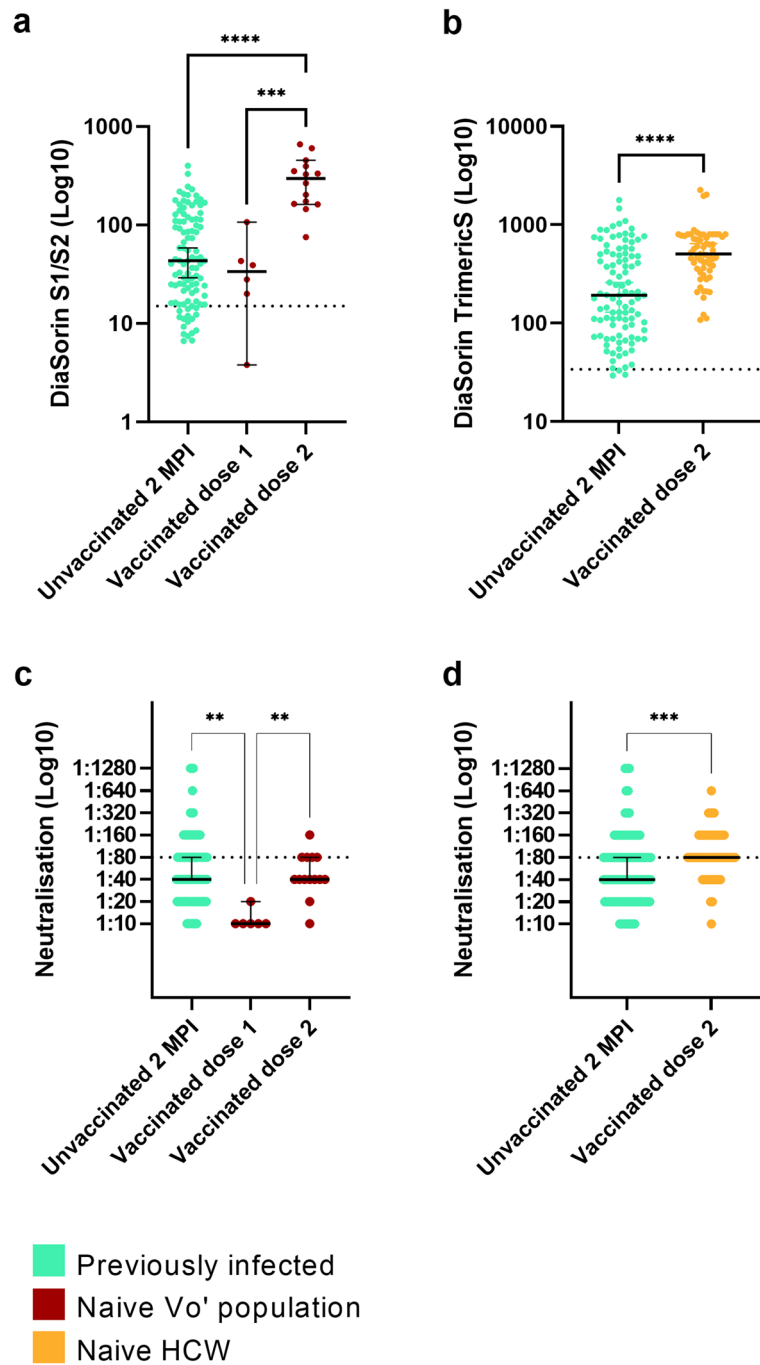 a
****
***
DiaSorin S1/S2 (Log10)
1000
100
10
1
Unvaccinated 2 MPI
Vaccinated dose 1
Vaccinated dose 2
b
****
DiaSorin TrimericS (Log10)
10000
1000
100
10
Unvaccinated 2 MPI
Vaccinated dose 2
c
**
**
Neutralisation (Log10)
1:1280
1:640
1:320
1:160
1:80
1:40
1:20
1:10
Unvaccinated 2 MPI
Vaccinated dose 1
Vaccinated dose 2
d
***
Neutralisation (Log10)
1:1280
1:640
1:320
1:160
1:80
1:40
1:20
1:10
Unvaccinated 2 MPI
Vaccinated dose 2
Previously infected
Naive Vo' population
Naive HCW